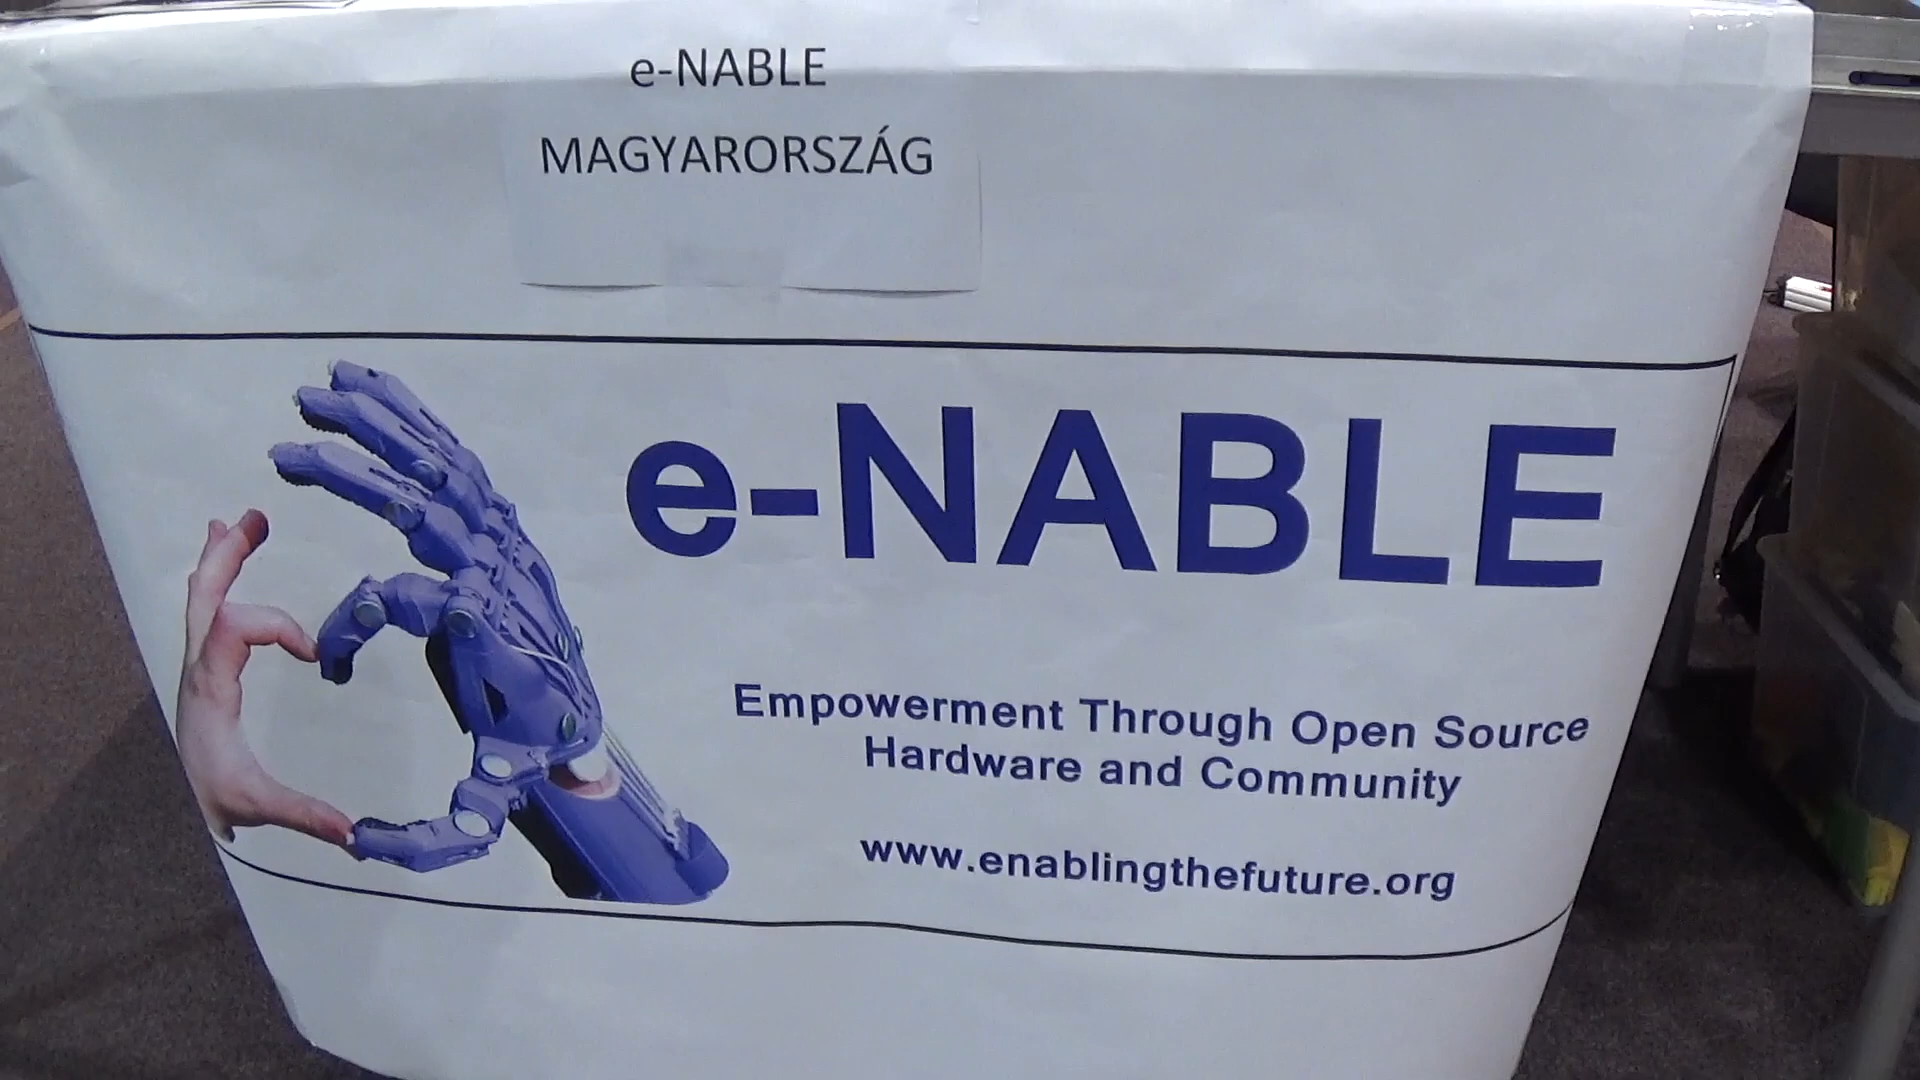 e-NABLE
MAGYARORSZÁG
e-NABLE
Empowerment Through Open Source
Hardware and Community
www.enablingthefuture.org